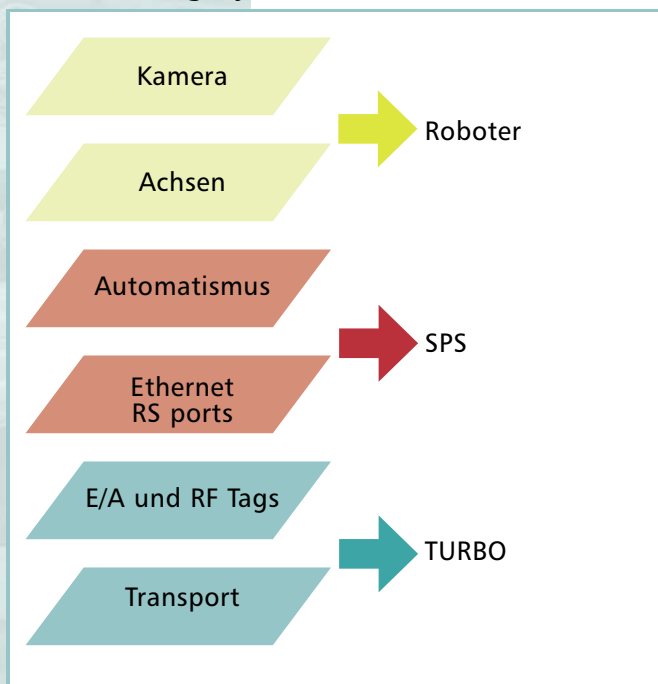 Kamera
Roboter
Achsen
Automatismus
SPS
Ethernet
RS ports
E/A und RF Tags
TURBO
Transport